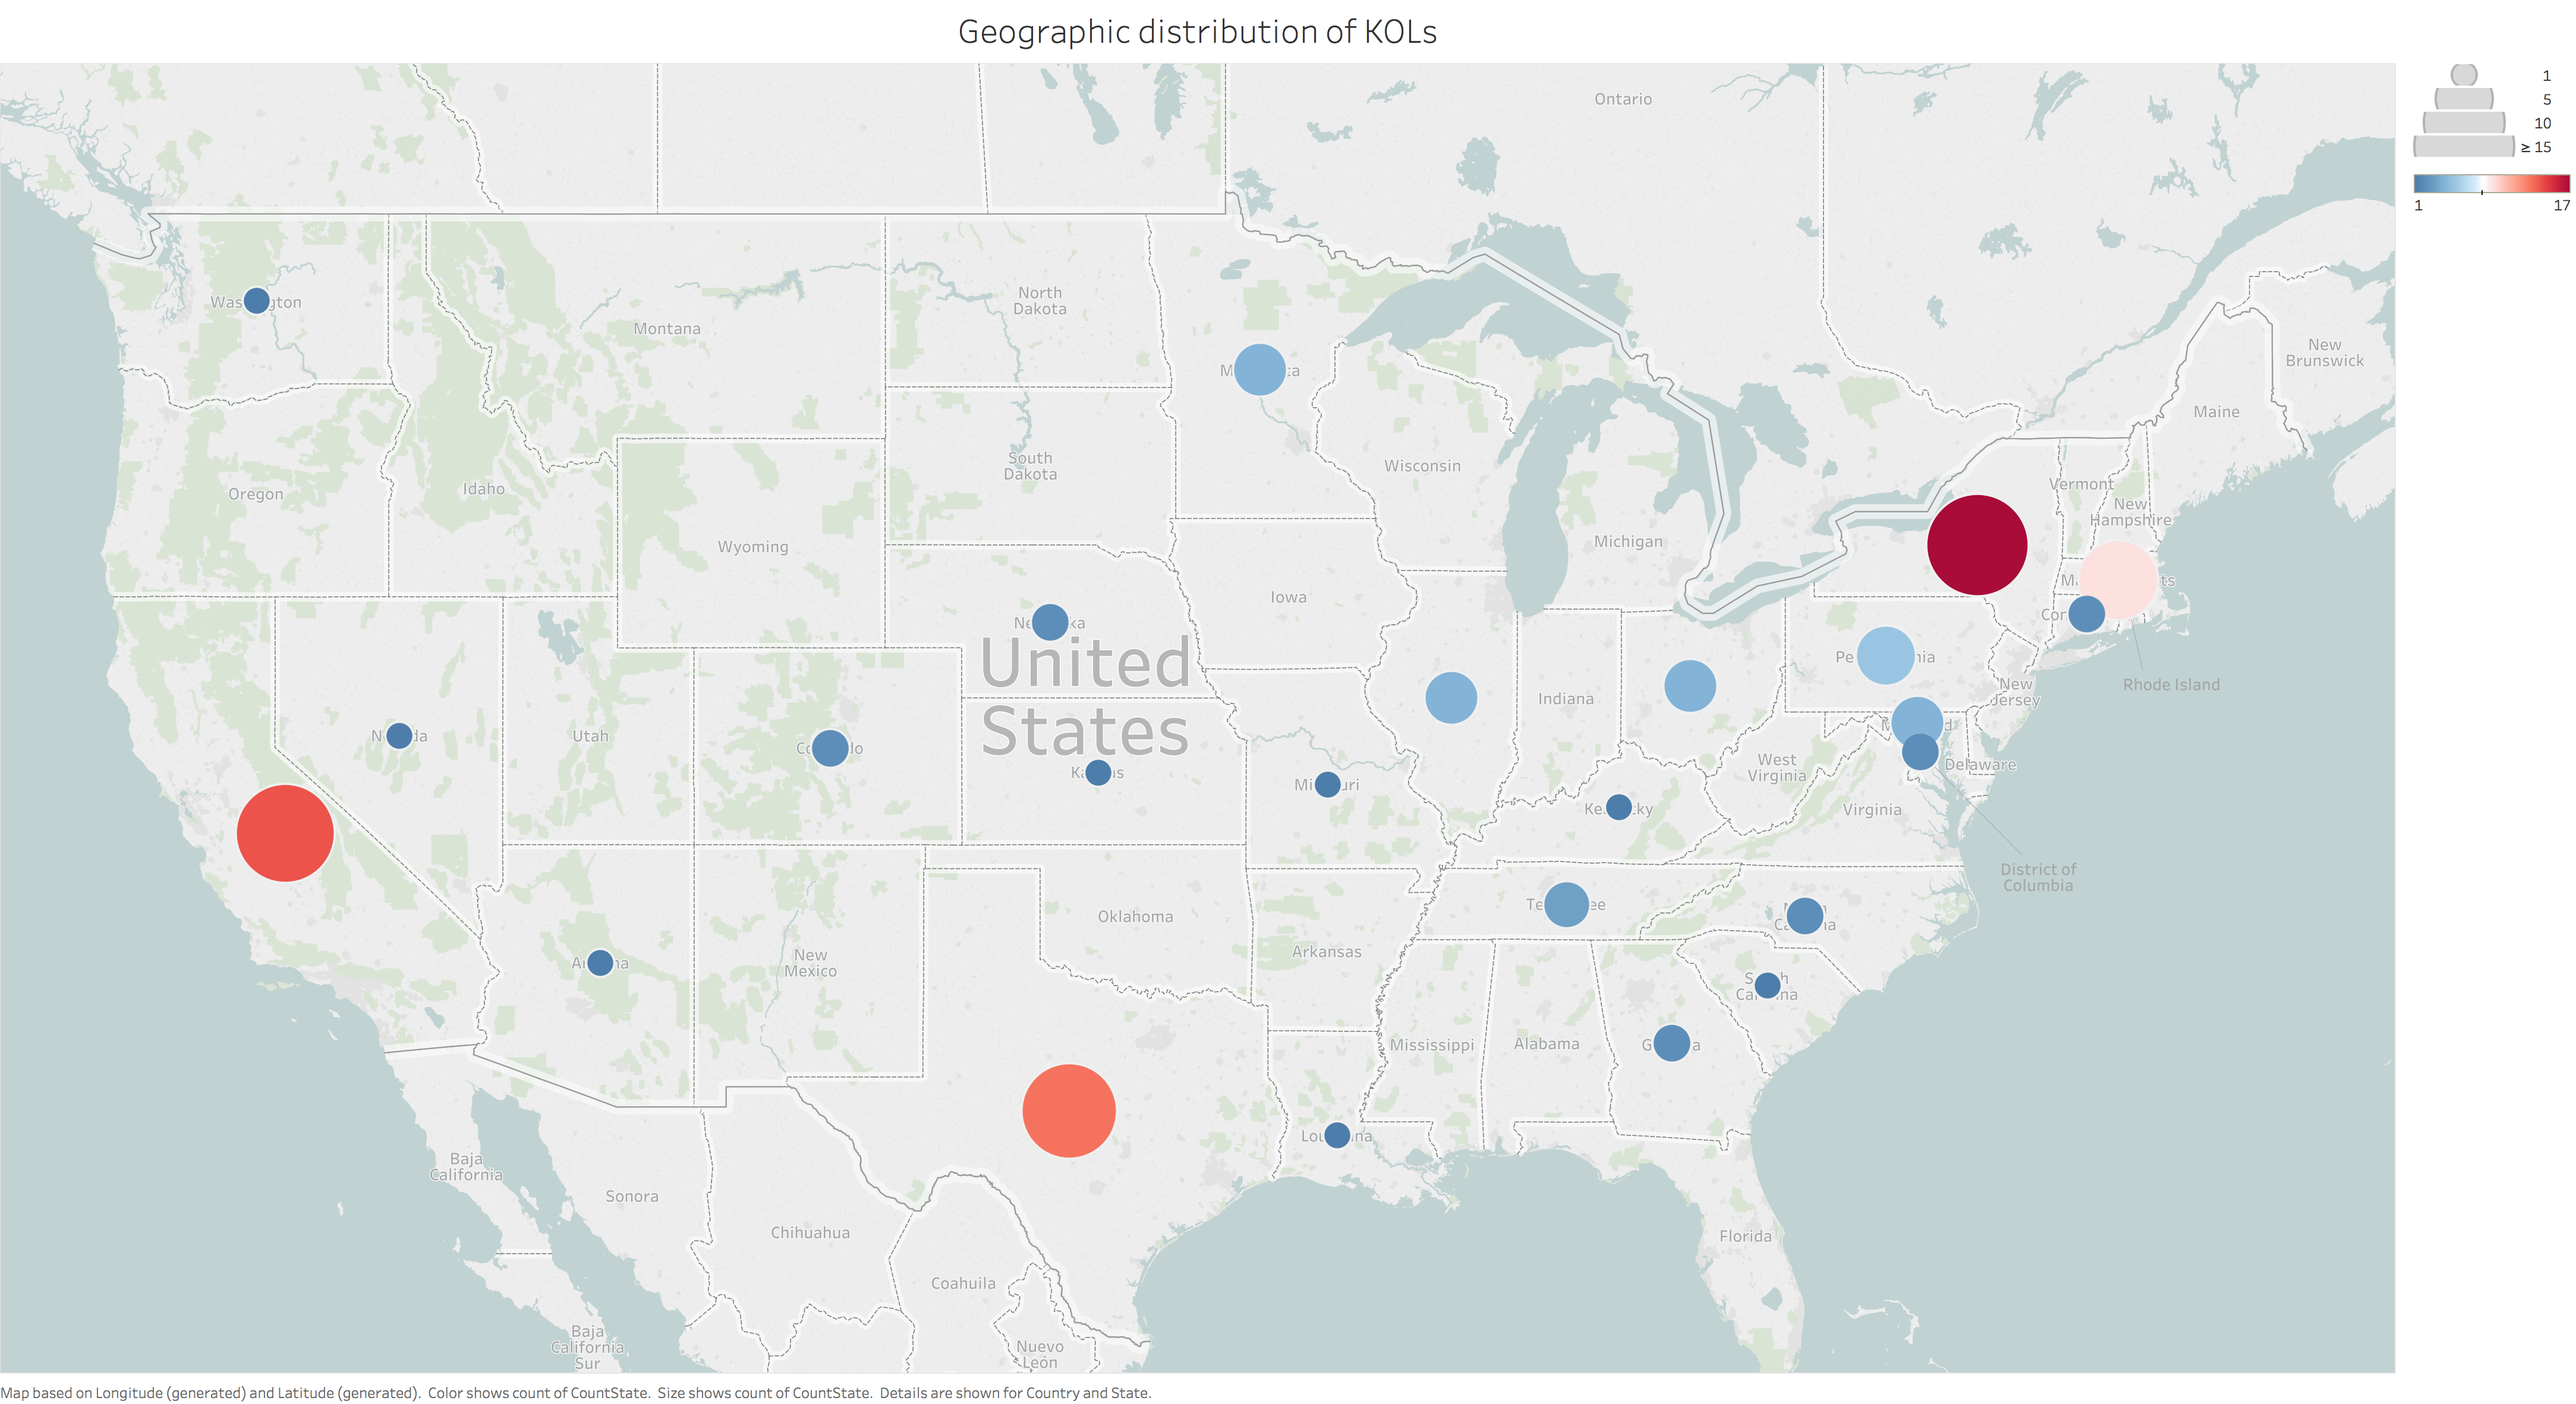 Geographic distribution of KOLs
1
5
10
≥ 15
1
17
Ontario
North
Dakota
Montana
New
Brunswick
Maine
South
Dakota
Wisconsin
Oregon
Idaho
Vermont
New
Hampshire
Wyoming
Michigan
Iowa
United
States
Rhode Island
New
Jersey
Indiana
Utah
West
Virginia
Delaware
Virginia
District of
Columbia
Oklahoma
Arkansas
New
Mexico
Mississippi
Alabama
Baja
California
Sonora
Chihuahua
Florida
Coahuila
Baja
California
Sur
Nuevo
León
Map based on Longitude (generated) and Latitude (generated).  Color shows count of CountState.  Size shows count of CountState.  Details are shown for Country and State.